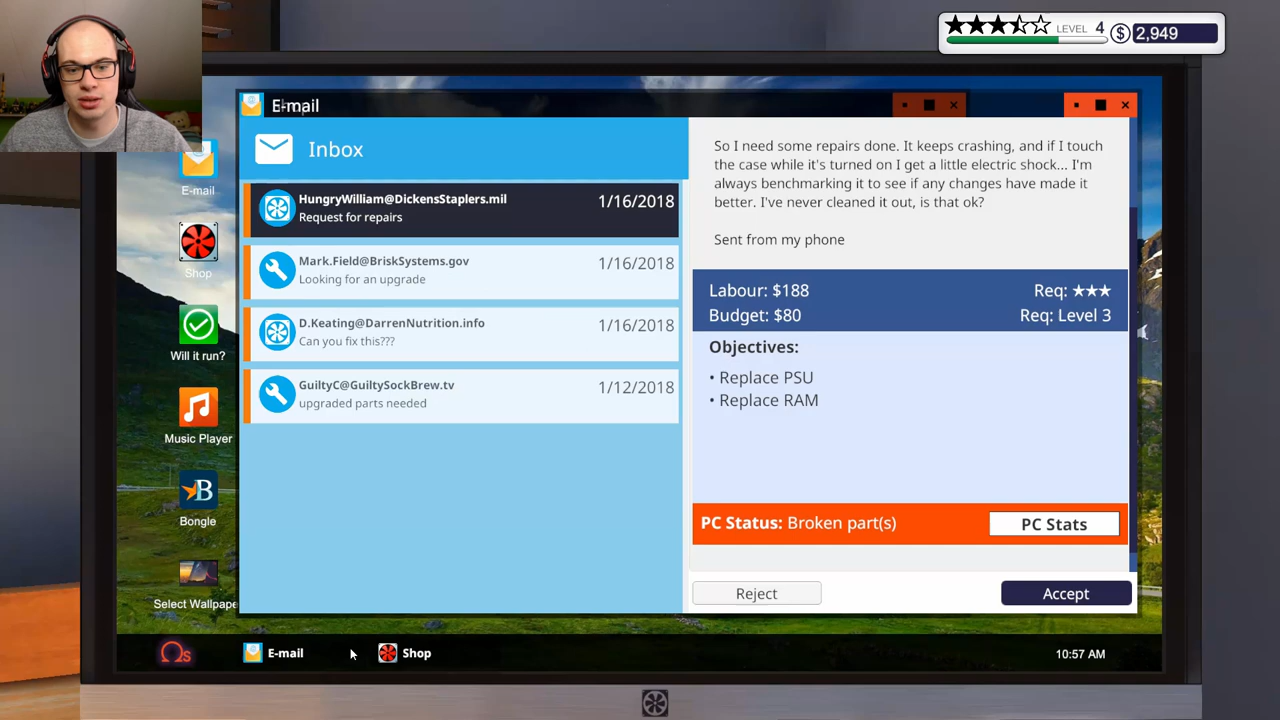 LEVEL 4 $ 2,949
E-mail
Inbox
HungryWilliam@DickensStaplers.mil 1/16/2018
Request for repairs
Mark.Field@BriskSystems.gov 1/16/2018
Looking for an upgrade
D.Keating@DarrenNutrition.info 1/16/2018
Can you fix this???
GuiltyC@GuiltySockBrew.tv 1/12/2018
upgraded parts needed
So I need some repairs done. It keeps crashing, and if I touch
the case while it's turned on I get a little electric shock... I'm
always benchmarking it to see if any changes have made it
better. I've never cleaned it out, is that ok?
Sent from my phone
Labour: $188 Req: ★★★
Budget: $80 Req: Level 3
Objectives:
• Replace PSU
• Replace RAM
PC Status: Broken part(s) PC Stats
Reject Accept
E-mail
Shop
Will it run?
Music Player
B
Bongle
Select Wallpape
Ωs E-mail Shop 10:57 AM